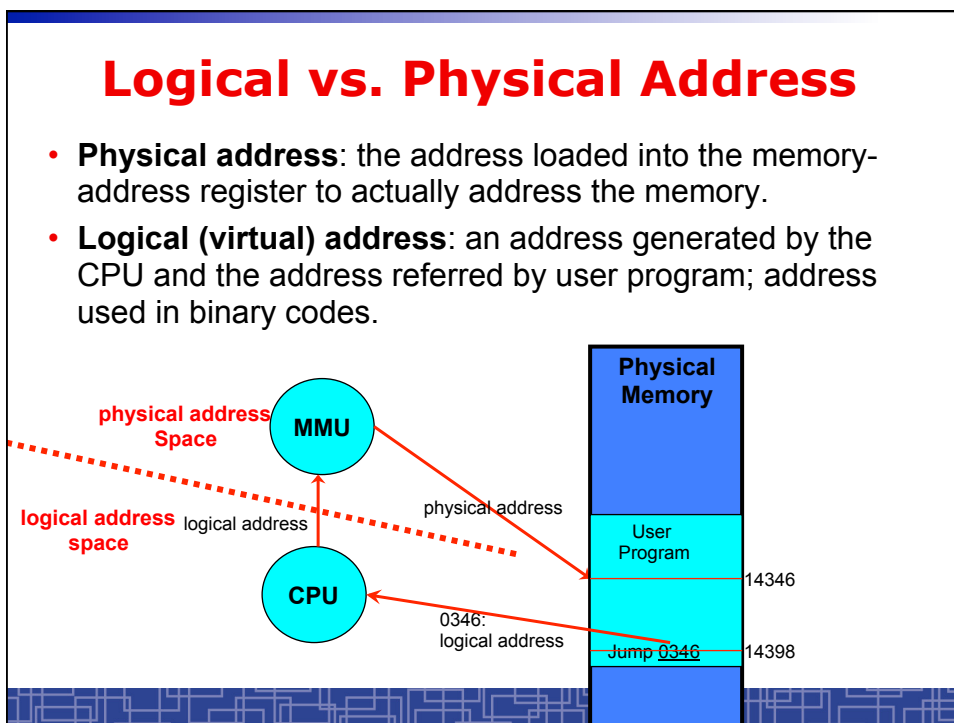 Logical vs. Physical Address
• Physical address: the address loaded into the memory-
address register to actually address the memory.
• Logical (virtual) address: an address generated by the
CPU and the address referred by user program; address
used in binary codes.
Physical
Memory
physical address
Space
MMU
logical address
space
logical address
physical address
User
Program
14346
CPU
0346:
logical address
Jump 0346
14398